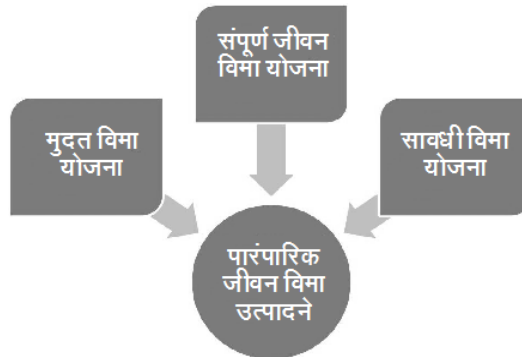 संपूर्ण जीवन
विमा योजना
मुदत विमा
योजना
सावधी विमा
योजना
पारंपारिक
जीवन विमा
उत्पादने